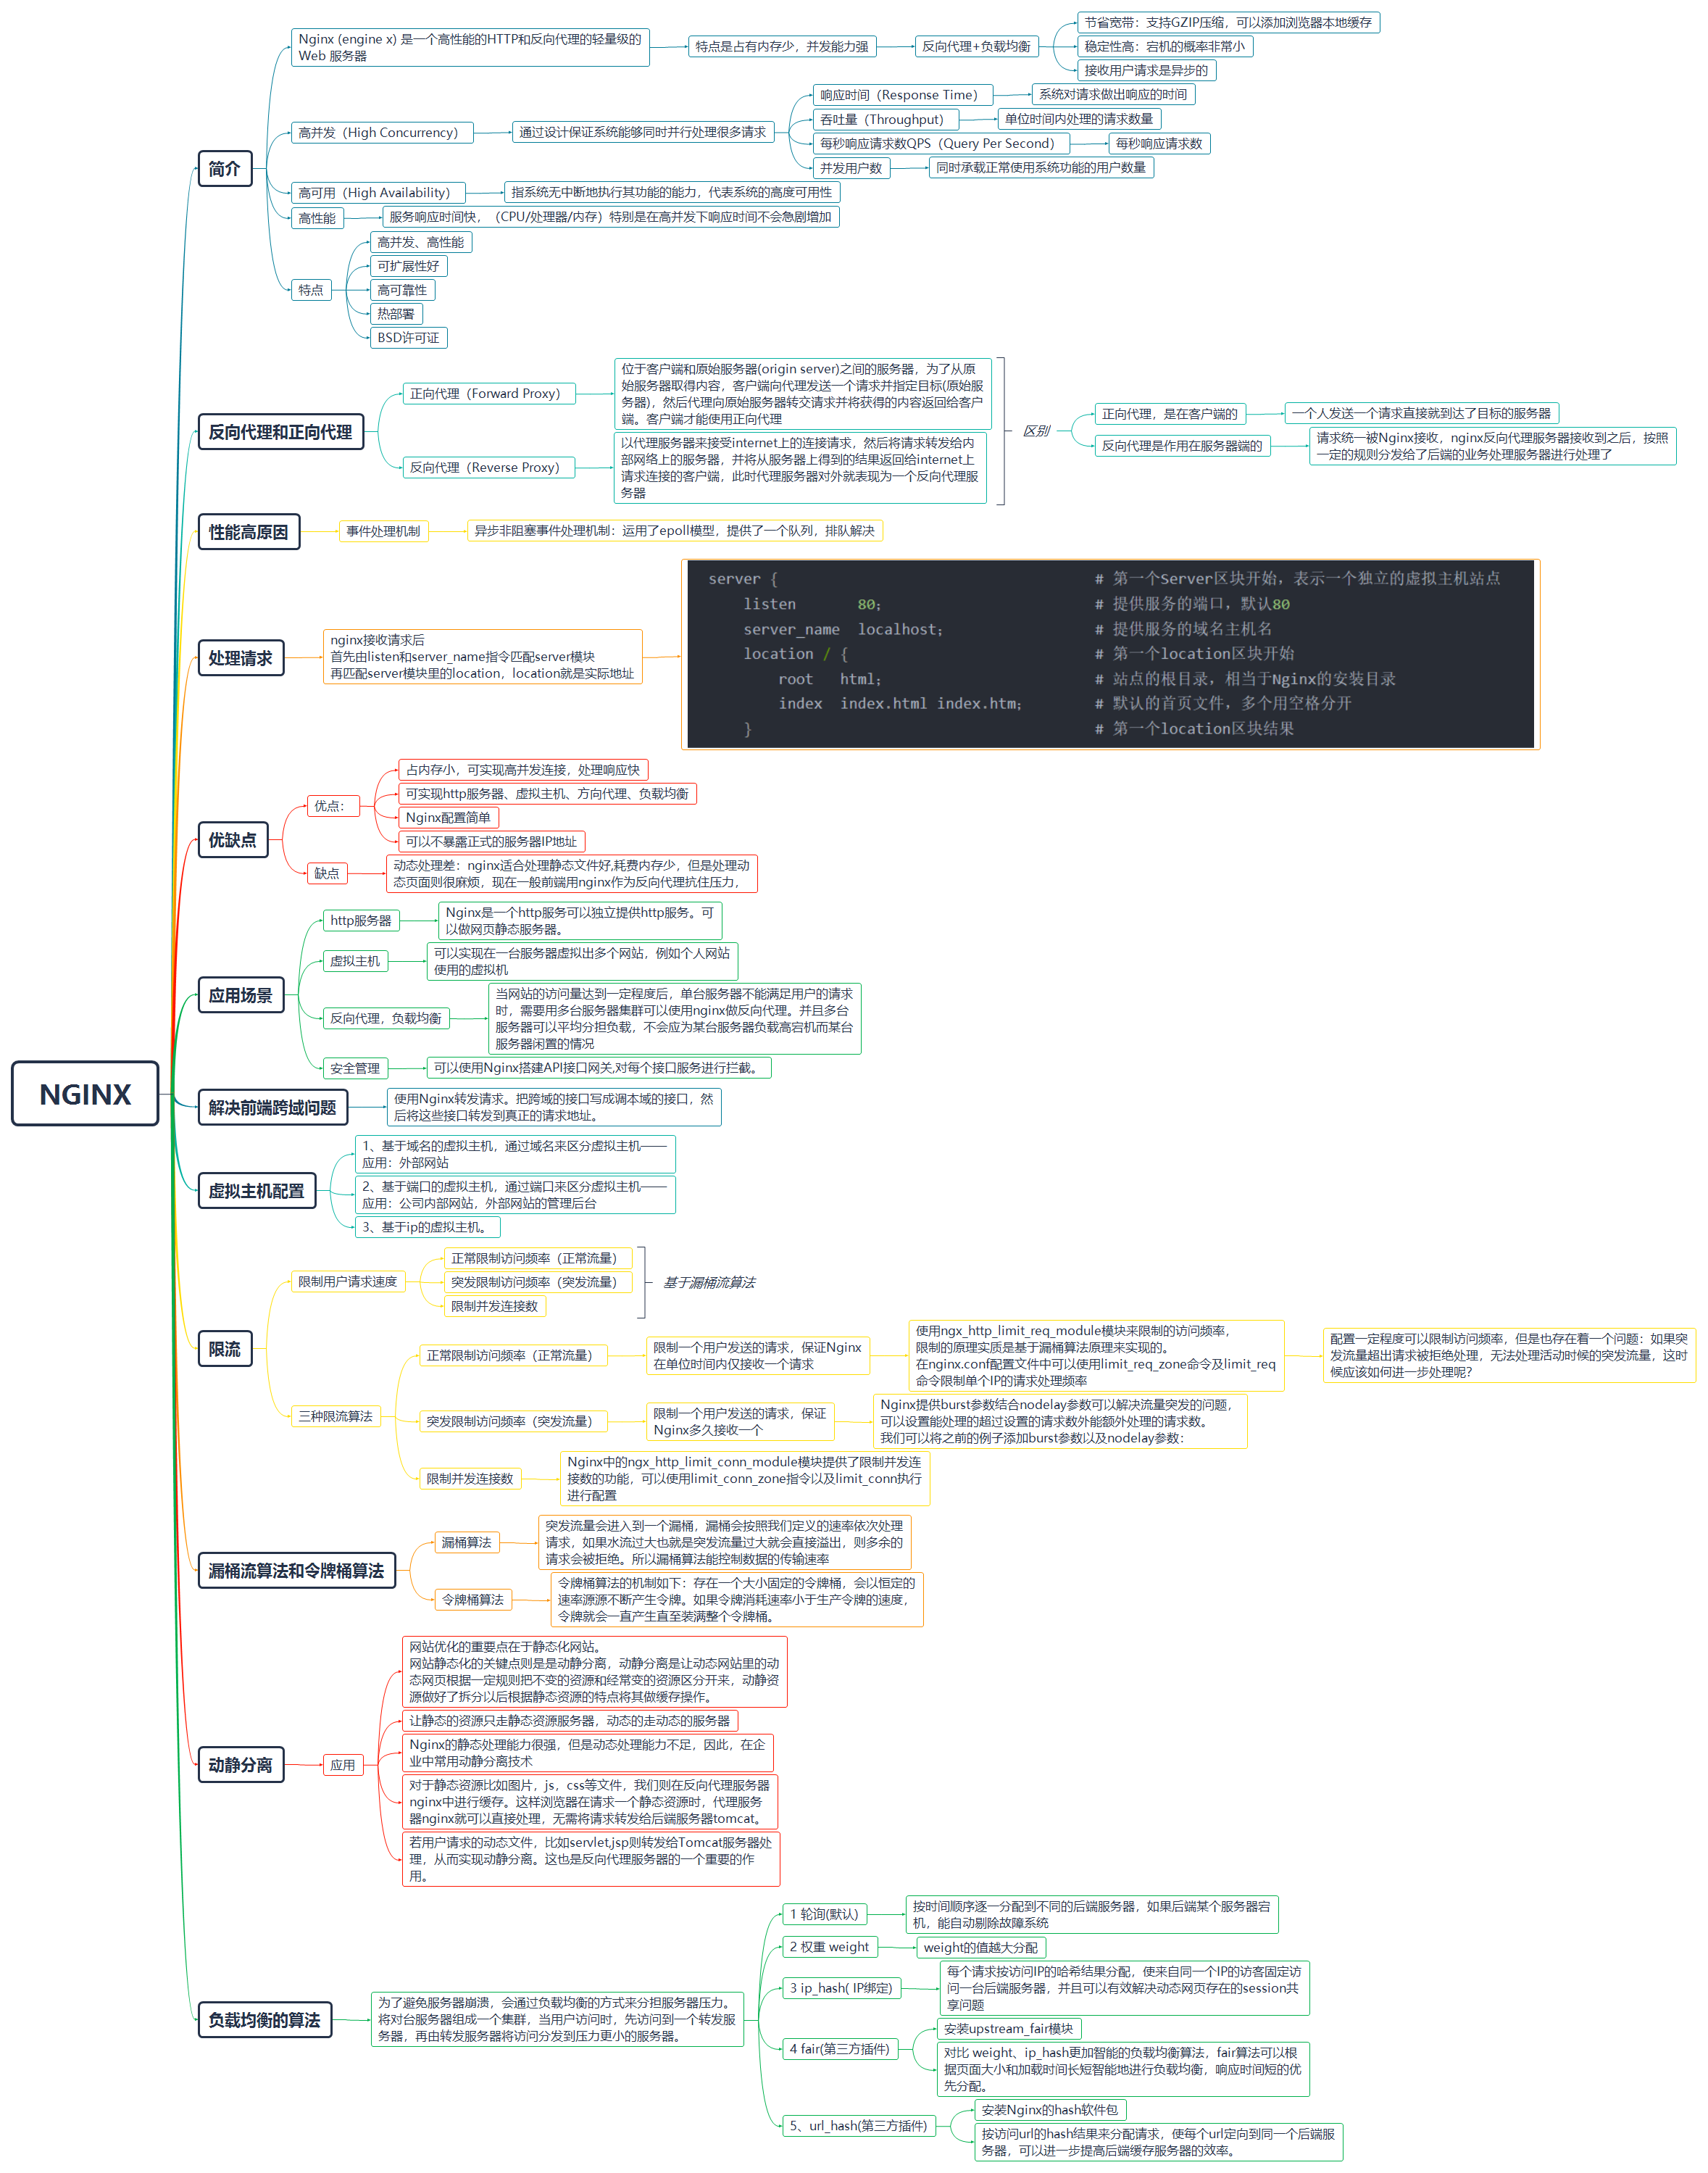 NGINX
简介
Nginx (engine x) 是一个高性能的HTTP和反向代理的轻量级的
Web 服务器
特点是占有内存少，并发能力强
反向代理+负载均衡
节省宽带：支持GZIP压缩，可以添加浏览器本地缓存
稳定性高：宕机的概率非常小
接收用户请求是异步的
高并发（High Concurrency）
通过设计保证系统能够同时并行处理很多请求
响应时间（Response Time）
系统对请求做出响应的时间
吞吐量（Throughput）
单位时间内处理的请求数量
每秒响应请求数QPS（Query Per Second）
每秒响应请求数
并发用户数
同时承载正常使用系统功能的用户数量
高可用（High Availability）
指系统无中断地执行其功能的能力，代表系统的高度可用性
高性能
服务响应时间快，（CPU/处理器/内存）特别是在高并发下响应时间不会急剧增加
特点
高并发、高性能
可扩展性好
高可靠性
热部署
BSD许可证
反向代理和正向代理
正向代理（Forward Proxy）
位于客户端和原始服务器(origin server)之间的服务器，为了从原
始服务器取得内容，客户端向代理发送一个请求并指定目标(原始服
务器)，然后代理向原始服务器转交请求并将获得的内容返回给客户
端。客户端才能使用正向代理
反向代理（Reverse Proxy）
以代理服务器来接受internet上的连接请求，然后将请求转发给内
部网络上的服务器，并将从服务器上得到的结果返回给internet上
请求连接的客户端，此时代理服务器对外就表现为一个反向代理服
务器
区别
正向代理，是在客户端的
一个人发送一个请求直接就到达了目标的服务器
反向代理是作用在服务器端的
请求统一被Nginx接收，nginx反向代理服务器接收到之后，按照
一定的规则分发给了后端的业务处理服务器进行处理了
性能高原因
事件处理机制
异步非阻塞事件处理机制：运用了epoll模型，提供了一个队列，排队解决
处理请求
nginx接收请求后
首先由listen和server_name指令匹配server模块
再匹配server模块里的location，location就是实际地址
server { # 第一个Server区块开始，表示一个独立的虚拟主机站点
listen 80; # 提供服务的端口，默认80
server_name localhost; # 提供服务的域名主机名
location / { # 第一个location区块开始
root html; # 站点的根目录，相当于Nginx的安装目录
index index.html index.htm; # 默认的首页文件，多个用空格分开
} # 第一个location区块结果
优缺点
优点：
占内存小，可实现高并发连接，处理响应快
可实现http服务器、虚拟主机、方向代理、负载均衡
Nginx配置简单
可以不暴露正式的服务器IP地址
缺点
动态处理差：nginx适合处理静态文件好,耗费内存少，但是处理动
态页面则很麻烦，现在一般前端用nginx作为反向代理抗住压力，
应用场景
http服务器
Nginx是一个http服务可以独立提供http服务。可
以做网页静态服务器。
虚拟主机
可以实现在一台服务器虚拟出多个网站，例如个人网站
使用的虚拟机
反向代理，负载均衡
当网站的访问量达到一定程度后，单台服务器不能满足用户的请求
时，需要用多台服务器集群可以使用nginx做反向代理。并且多台
服务器可以平均分担负载，不会应为某台服务器负载高宕机而某台
服务器闲置的情况
安全管理
可以使用Nginx搭建API接口网关,对每个接口服务进行拦截。
解决前端跨域问题
使用Nginx转发请求。把跨域的接口写成调本域的接口，然
后将这些接口转发到真正的请求地址。
虚拟主机配置
1、基于域名的虚拟主机，通过域名来区分虚拟主机——
应用：外部网站
2、基于端口的虚拟主机，通过端口来区分虚拟主机——
应用：公司内部网站，外部网站的管理后台
3、基于ip的虚拟主机。
限流
限制用户请求速度
正常限制访问频率（正常流量）
突发限制访问频率（突发流量）
限制并发连接数
基于漏桶流算法
三种限流算法
正常限制访问频率（正常流量）
限制一个用户发送的请求，保证Nginx
在单位时间内仅接收一个请求
使用ngx_http_limit_req_module模块来限制的访问频率，
限制的原理实质是基于漏桶算法原理来实现的。
在nginx.conf配置文件中可以使用limit_req_zone命令及limit_req
命令限制单个IP的请求处理频率
配置一定程度可以限制访问频率，但是也存在着一个问题：如果突
发流量超出请求被拒绝处理，无法处理活动时候的突发流量，这时
候应该如何进一步处理呢？
突发限制访问频率（突发流量）
限制一个用户发送的请求，保证
Nginx多久接收一个
Nginx提供burst参数结合nodelay参数可以解决流量突发的问题，
可以设置能处理的超过设置的请求数外能额外处理的请求数。
我们可以将之前的例子添加burst参数以及nodelay参数：
限制并发连接数
Nginx中的ngx_http_limit_conn_module模块提供了限制并发连
接数的功能，可以使用limit_conn_zone指令以及limit_conn执行
进行配置
漏桶流算法和令牌桶算法
漏桶算法
突发流量会进入到一个漏桶，漏桶会按照我们定义的速率依次处理
请求，如果水流过大也就是突发流量过大就会直接溢出，则多余的
请求会被拒绝。所以漏桶算法能控制数据的传输速率
令牌桶算法
令牌桶算法的机制如下：存在一个大小固定的令牌桶，会以恒定的
速率源源不断产生令牌。如果令牌消耗速率小于生产令牌的速度，
令牌就会一直产生直至装满整个令牌桶。
动静分离
应用
网站优化的重要点在于静态化网站。
网站静态化的关键点则是是动静分离，动静分离是让动态网站里的动
态网页根据一定规则把不变的资源和经常变的资源区分开来，动静资
源做好了拆分以后根据静态资源的特点将其做缓存操作。
让静态的资源只走静态资源服务器，动态的走动态的服务器
Nginx的静态处理能力很强，但是动态处理能力不足，因此，在企
业中常用动静分离技术
对于静态资源比如图片，js，css等文件，我们则在反向代理服务器
nginx中进行缓存。这样浏览器在请求一个静态资源时，代理服务
器nginx就可以直接处理，无需将请求转发给后端服务器tomcat。
若用户请求的动态文件，比如servlet,jsp则转发给Tomcat服务器处
理，从而实现动静分离。这也是反向代理服务器的一个重要的作
用。
负载均衡的算法
为了避免服务器崩溃，会通过负载均衡的方式来分担服务器压力。
将对台服务器组成一个集群，当用户访问时，先访问到一个转发服
务器，再由转发服务器将访问分发到压力更小的服务器。
1 轮询(默认)
按时间顺序逐一分配到不同的后端服务器，如果后端某个服务器宕
机，能自动剔除故障系统
2 权重 weight
weight的值越大分配
3 ip_hash( IP绑定)
每个请求按访问IP的哈希结果分配，使来自同一个IP的访客固定访
问一台后端服务器，并且可以有效解决动态网页存在的session共
享问题
4 fair(第三方插件)
安装upstream_fair模块
对比 weight、ip_hash更加智能的负载均衡算法，fair算法可以根
据页面大小和加载时间长短智能地进行负载均衡，响应时间短的优
先分配。
5、url_hash(第三方插件)
安装Nginx的hash软件包
按访问url的hash结果来分配请求，使每个url定向到同一个后端服
务器，可以进一步提高后端缓存服务器的效率。